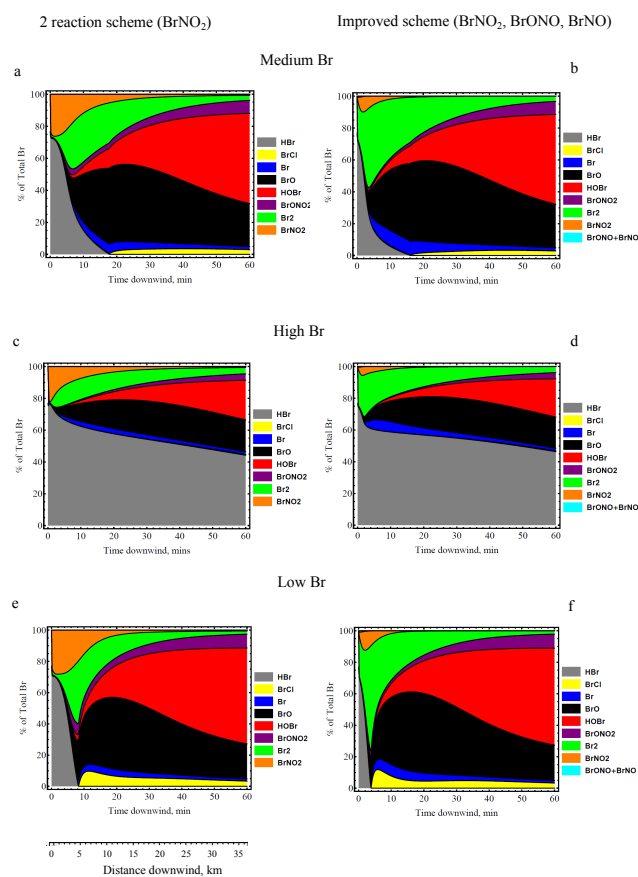 2 reaction scheme (BrNO2)
Improved scheme (BrNO2, BrONO, BrNO)
Medium Br
a
b
% of Total Br
100
80
60
40
20
0
0 10 20 30 40 50 60
Time downwind, min
HBr
BrCl
Br
BrO
HOBr
BrONO2
Br2
BrNO2
% of Total Br
100
80
60
40
20
0
0 10 20 30 40 50 60
Time downwind, min
HBr
BrCl
Br
BrO
HOBr
BrONO2
Br2
BrNO2
BrONO+BrNO
High Br
c
d
% of Total Br
100
80
60
40
20
0
0 10 20 30 40 50 60
Time downwind, mins
HBr
BrCl
Br
BrO
HOBr
BrONO2
Br2
BrNO2
% of Total Br
100
80
60
40
20
0
0 10 20 30 40 50 60
Time downwind, min
HBr
BrCl
Br
BrO
HOBr
BrONO2
Br2
BrNO2
BrONO+BrNO
Low Br
e
f
% of Total Br
100
80
60
40
20
0
0 10 20 30 40 50 60
Time downwind, min
HBr
BrCl
Br
BrO
HOBr
BrONO2
Br2
BrNO2
% of Total Br
100
80
60
40
20
0
0 10 20 30 40 50 60
Time downwind, min
HBr
BrCl
Br
BrO
HOBr
BrONO2
Br2
BrNO2
BrONO+BrNO
0 5 10 15 20 25 30 35
Distance downwind, km